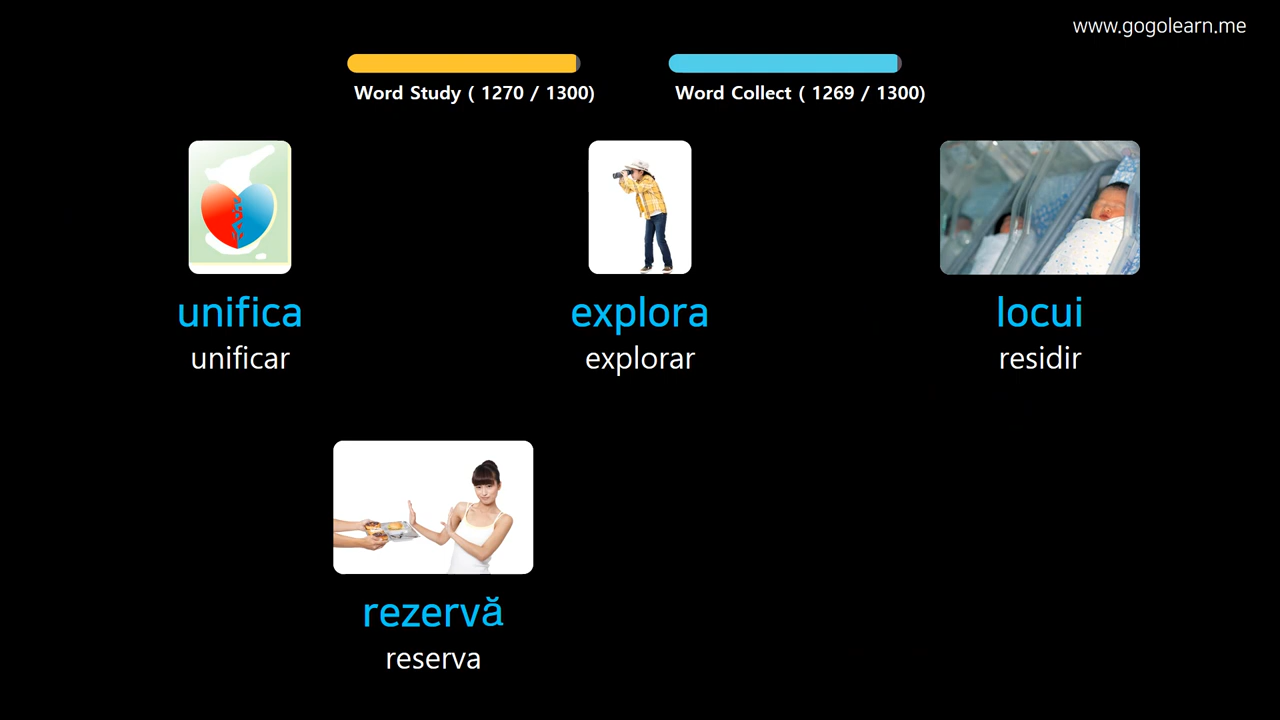 www.gogolearn.me
Word Study ( 1270 / 1300)
Word Collect ( 1269 / 1300)
unifica
unificar
explora
explorar
locui
residir
rezervă
reserva